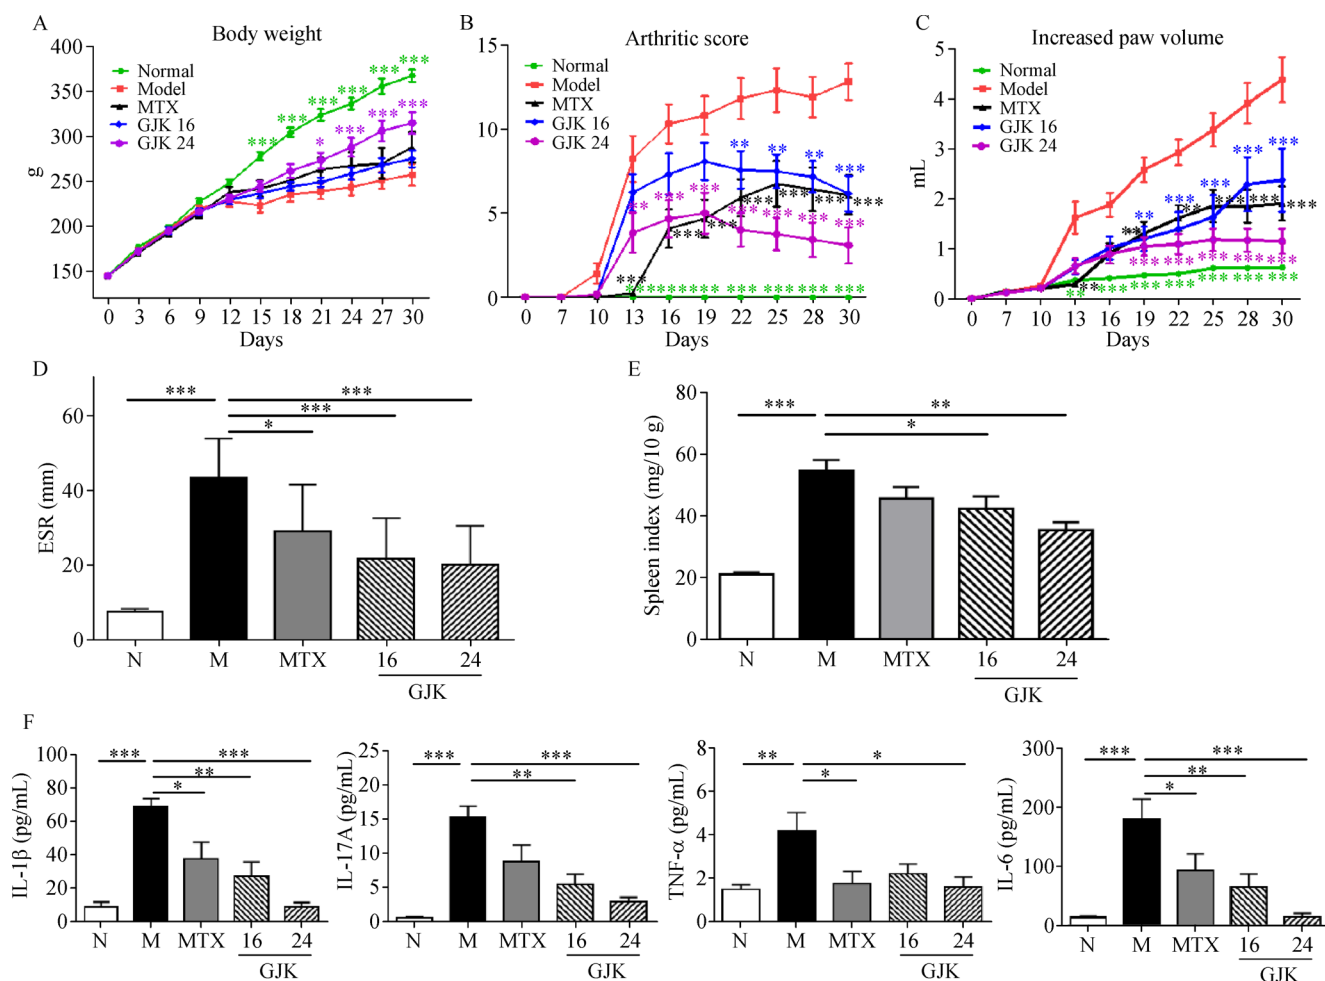 A
Body weight
400
350
300
250
200
150
g
Normal
Model
MTX
GJK 16
GJK 24
***
***
***
***
***
***
*
***
***
***
0 3 6 9 12 15 18 21 24 27 30
Days
B
Arthritic score
15
10
5
0
Normal
Model
MTX
GJK 16
GJK 24
** ** ** ***
** *** *** *** *** *** ***
*** *** *** *** *** *** ***
*** *** *** *** *** ***
0 7 10 13 16 19 22 25 28 30
Days
C
Increased paw volume
5
4
3
2
1
0
mL
Normal
Model
MTX
GJK 16
GJK 24
** *** *** *** ***
** ** ** *** *** ***
*** *** *** *** ***
** *** *** *** *** *** ***
0 7 10 13 16 19 22 25 28 30
Days
D
*** ***
***
*
60
40
20
0
ESR (mm)
N M MTX 16 24
GJK
E
*** **
*
80
60
40
20
0
Spleen index (mg/10 g)
N M MTX 16 24
GJK
F
*** ***
**
*
100
80
60
40
20
0
IL-1β (pg/mL)
N M MTX 16 24
GJK
*** ***
**
25
20
15
10
5
0
IL-17A (pg/mL)
N M MTX 16 24
GJK
** *
*
8
6
4
2
0
TNF-α (pg/mL)
N M MTX 16 24
GJK
*** ***
**
*
300
200
100
0
IL-6 (pg/mL)
N M MTX 16 24
GJK